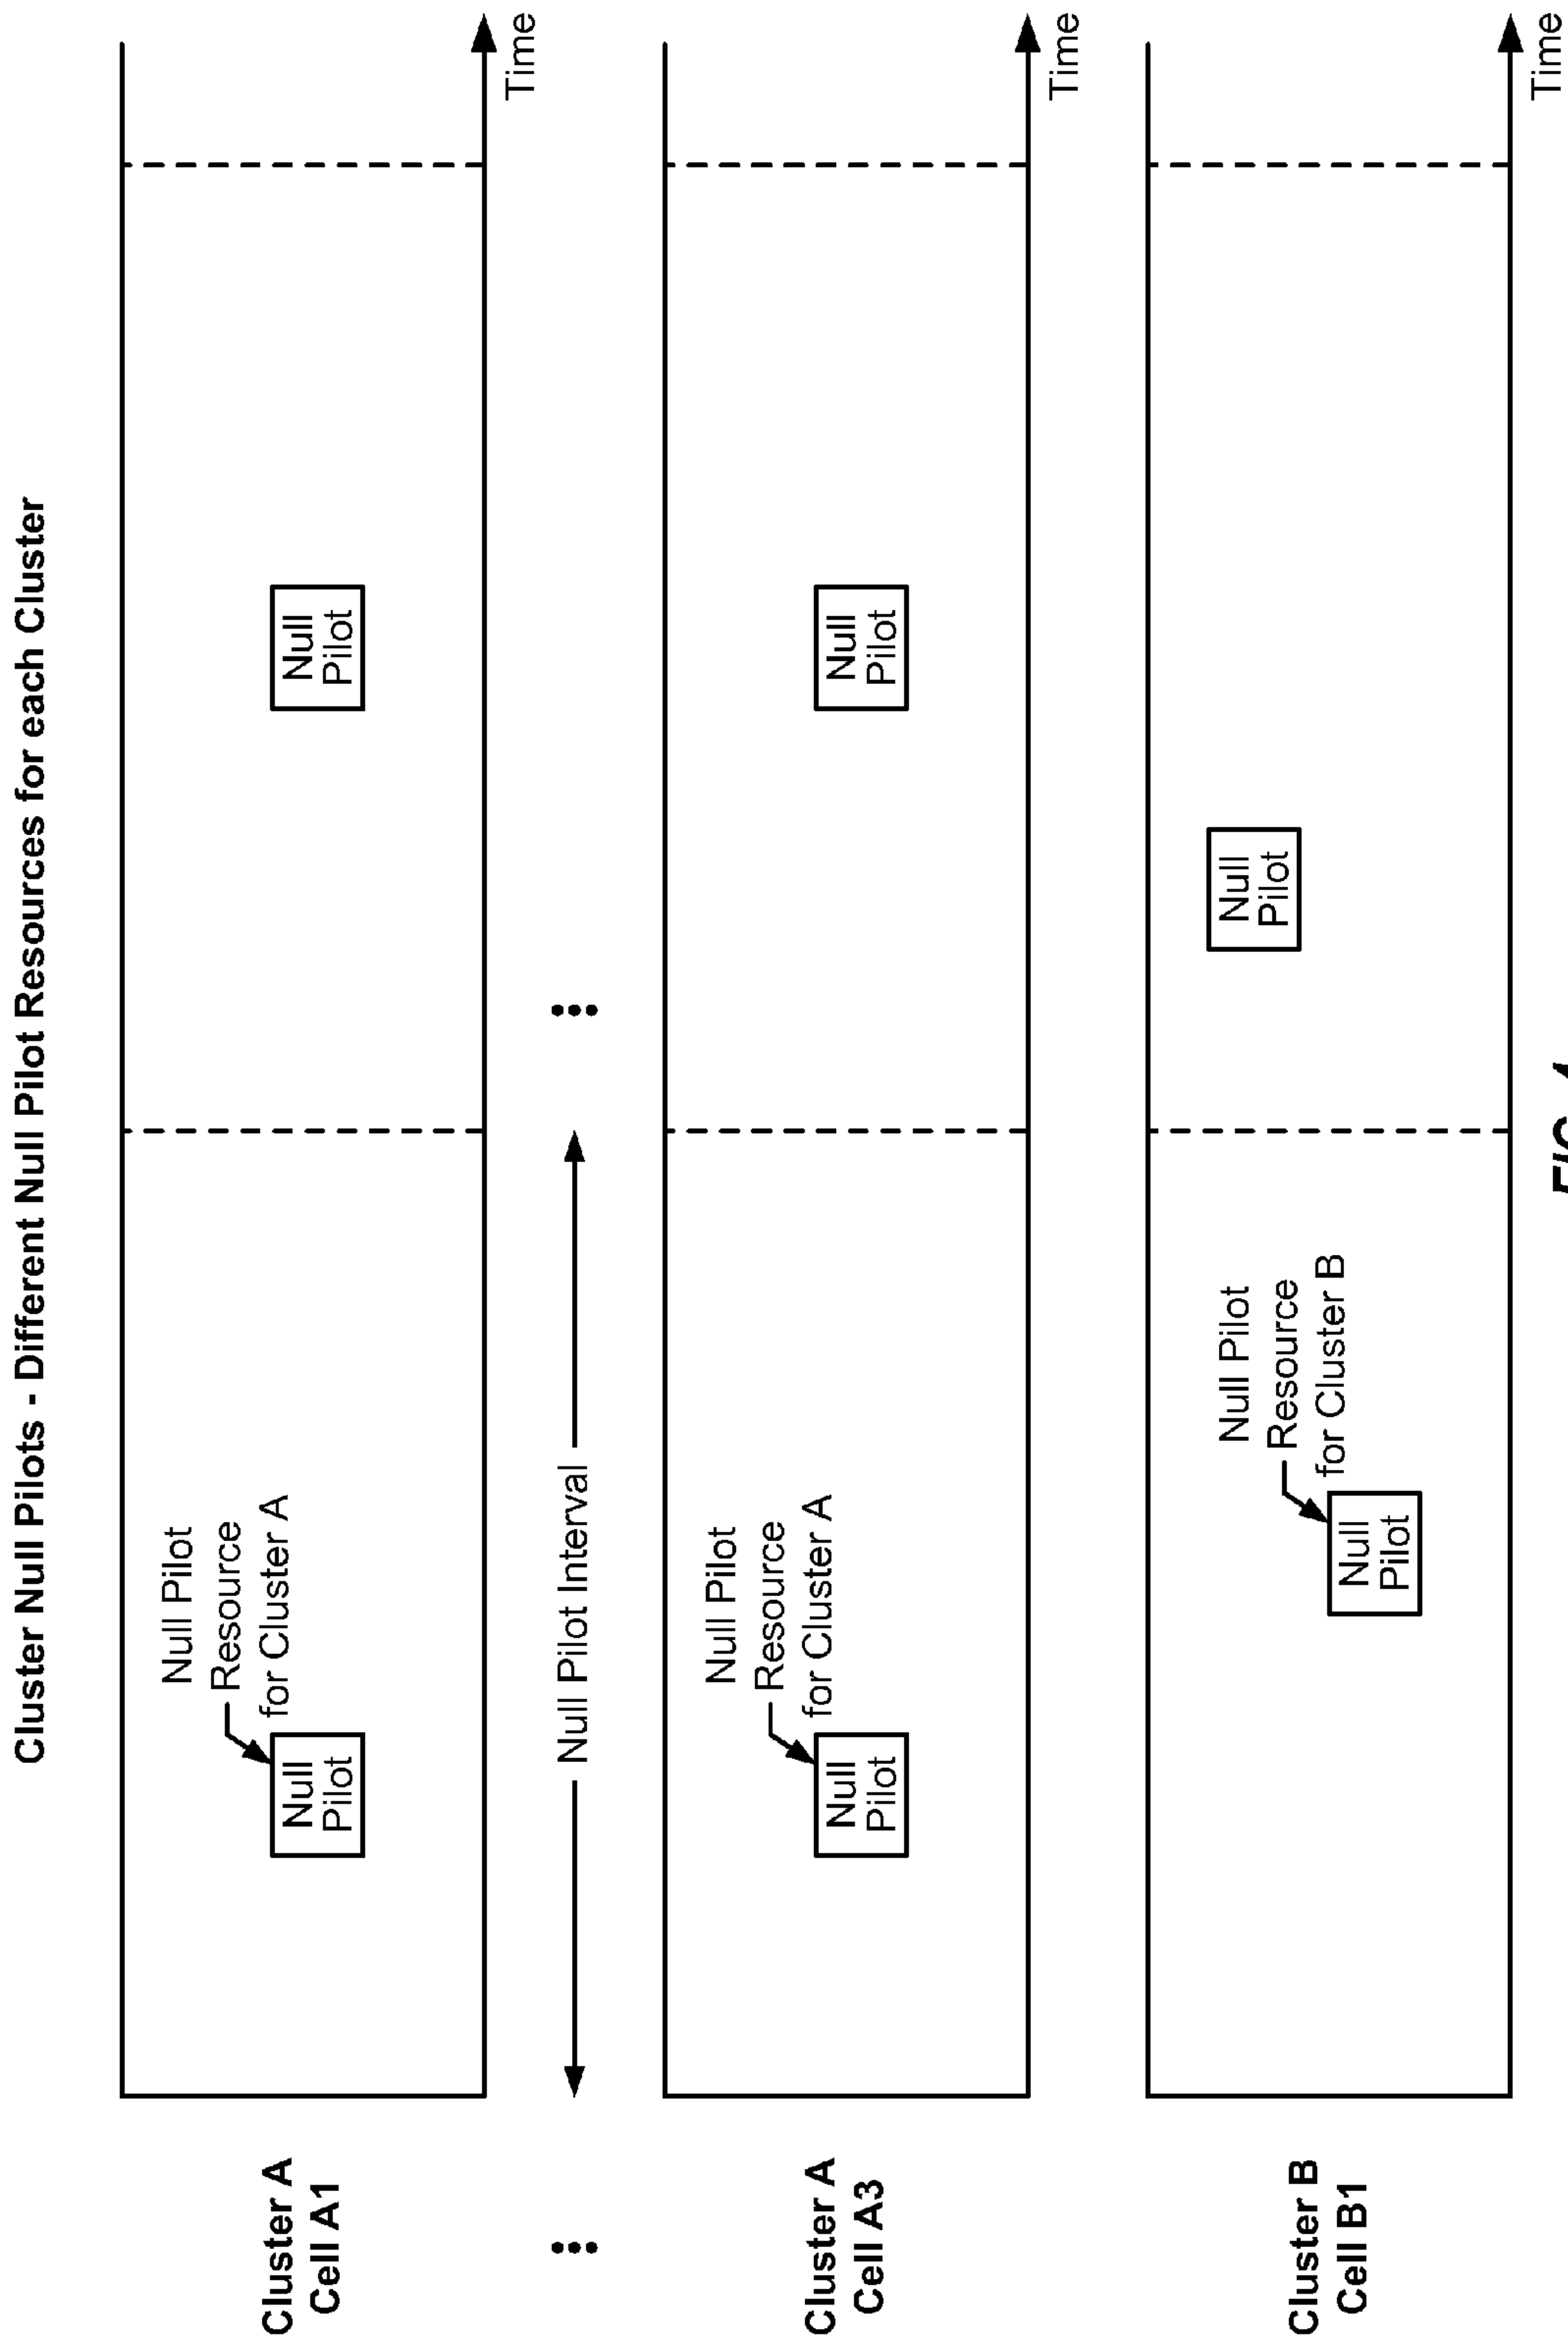 Cluster Null Pilots - Different Null Pilot Resources for each Cluster
Cluster A
Cell A1
Null Pilot
Resource
for Cluster A
Null
Pilot
Null
Pilot
Time
Null Pilot Interval
Cluster A
Cell A3
Null Pilot
Resource
for Cluster A
Null
Pilot
Null
Pilot
Time
Cluster B
Cell B1
Null Pilot
Resource
for Cluster B
Null
Pilot
Null
Pilot
Time